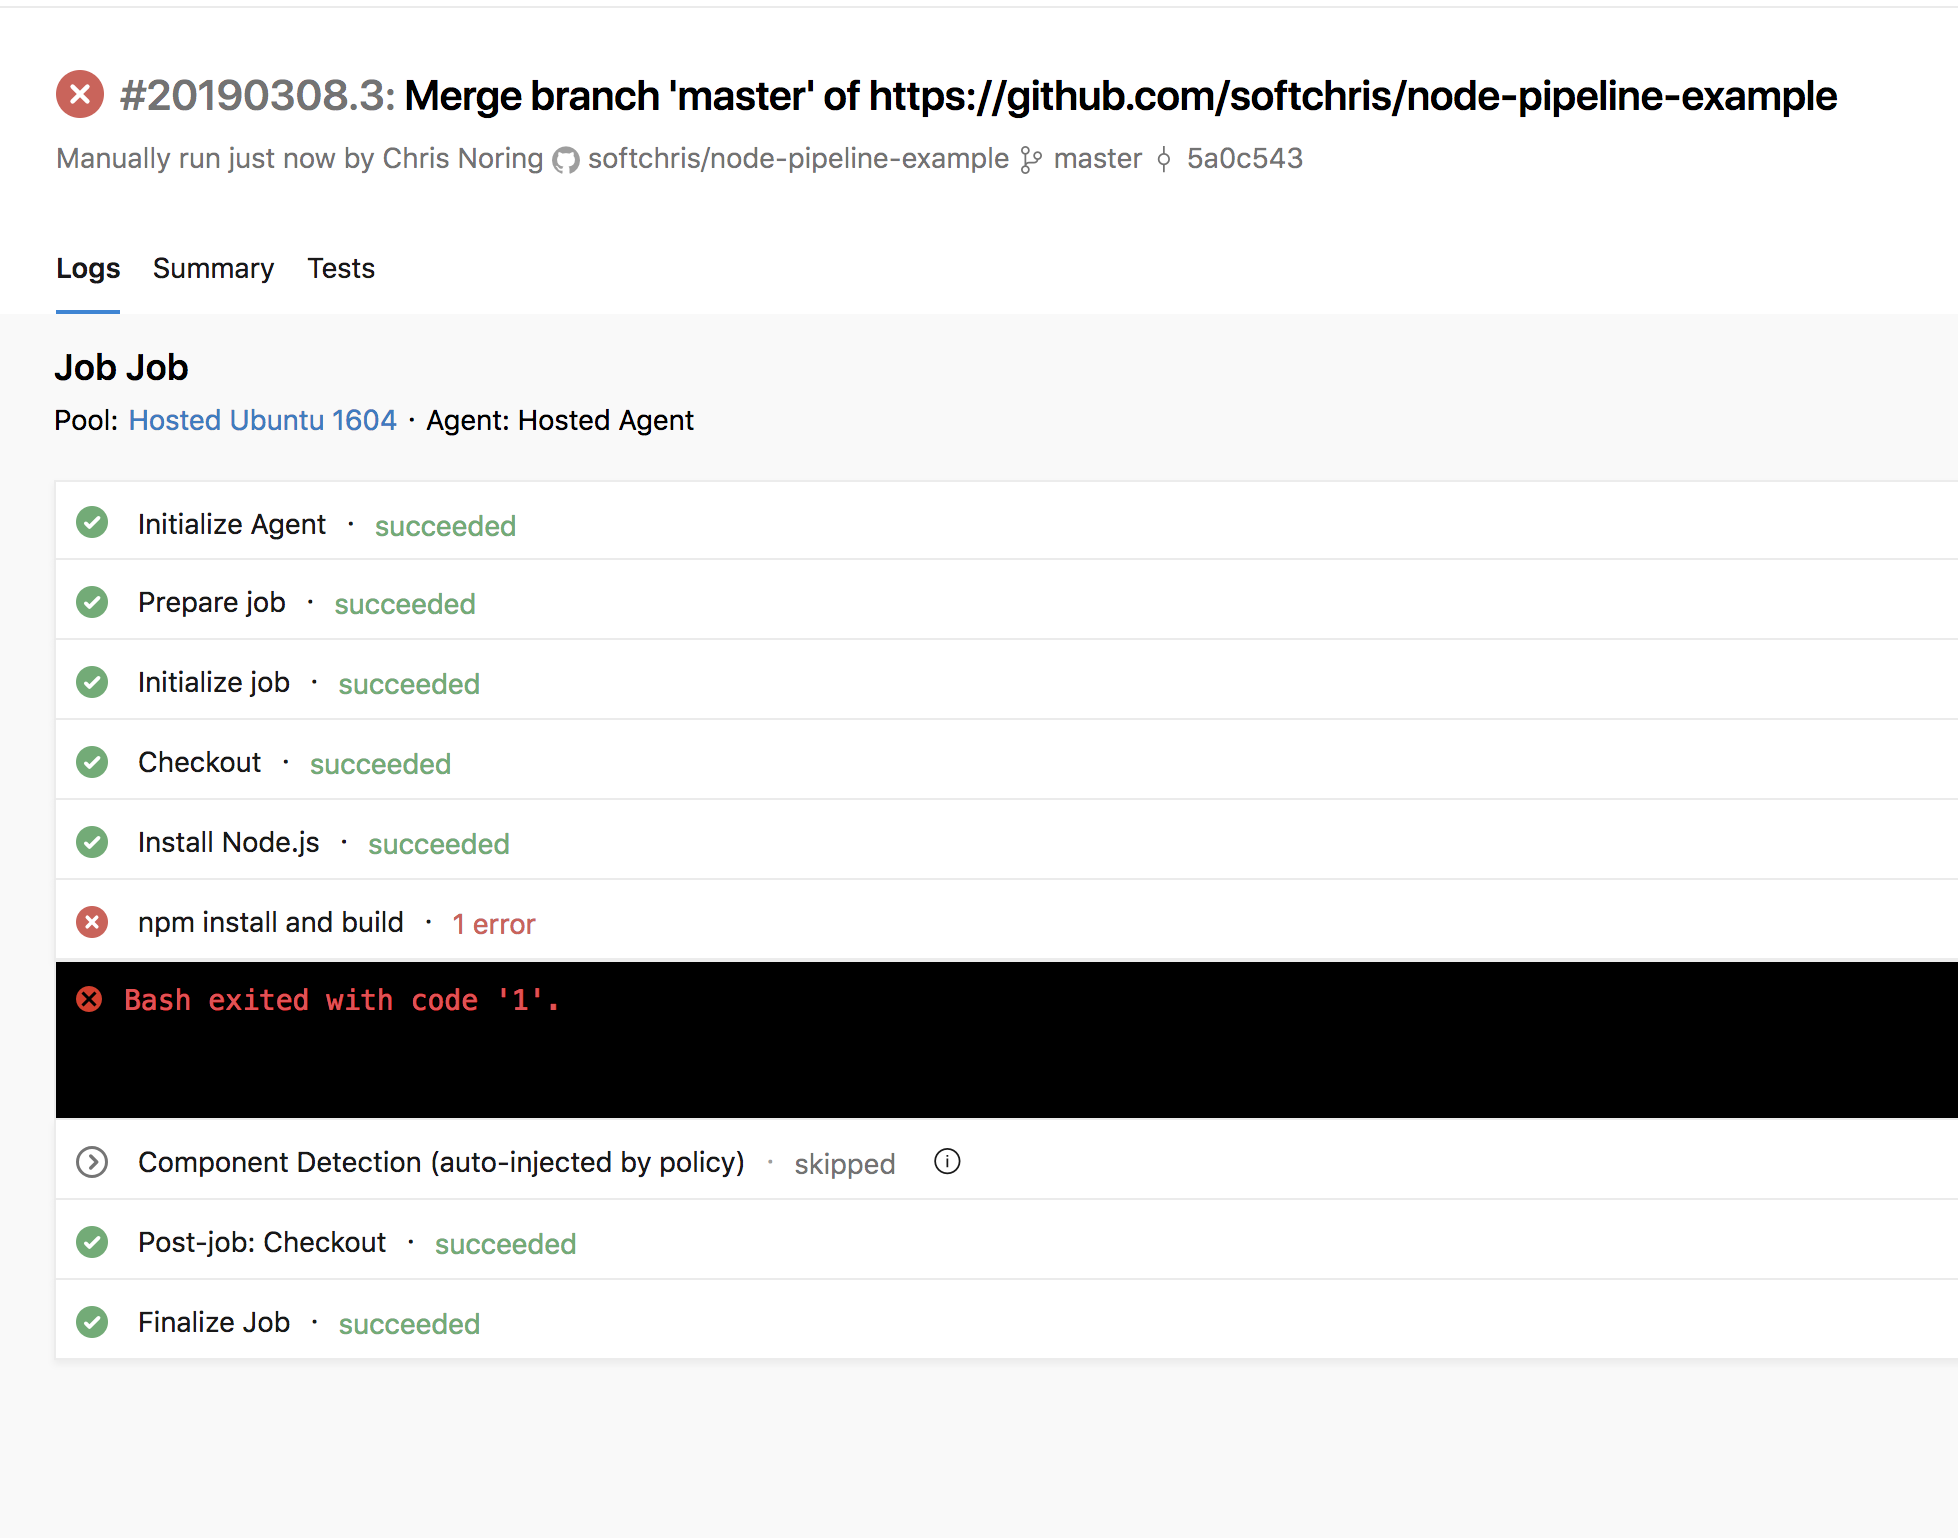 #20190308.3: Merge branch 'master' of https://github.com/softchris/node-pipeline-example
Manually run just now by Chris Noring softchris/node-pipeline-example master 5a0c543
Logs Summary Tests
Job Job
Pool: Hosted Ubuntu 1604 · Agent: Hosted Agent
Initialize Agent · succeeded
Prepare job · succeeded
Initialize job · succeeded
Checkout · succeeded
Install Node.js · succeeded
npm install and build · 1 error
Bash exited with code '1'.
Component Detection (auto-injected by policy) · skipped
Post-job: Checkout · succeeded
Finalize Job · succeeded